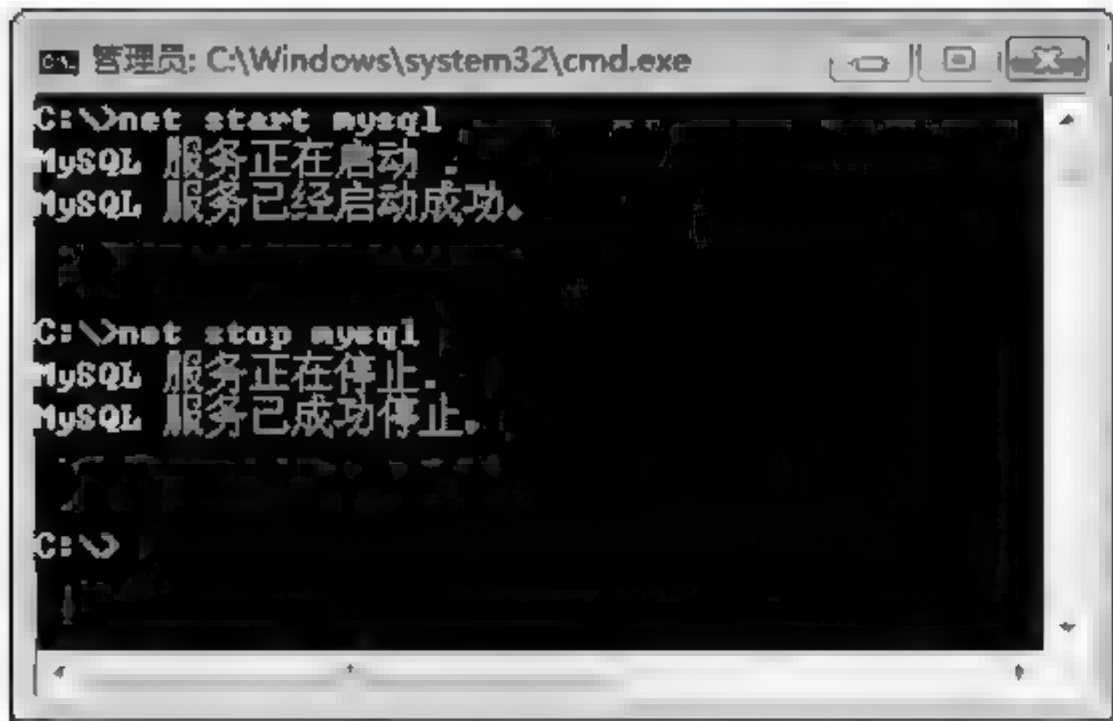 管理员: C:\Windows\system32\cmd.exe
C:\>net start mysql
MySQL 服务正在启动 .
MySQL 服务已经启动成功。
C:\>net stop mysql
MySQL 服务正在停止.
MySQL 服务已成功停止。
C:\>